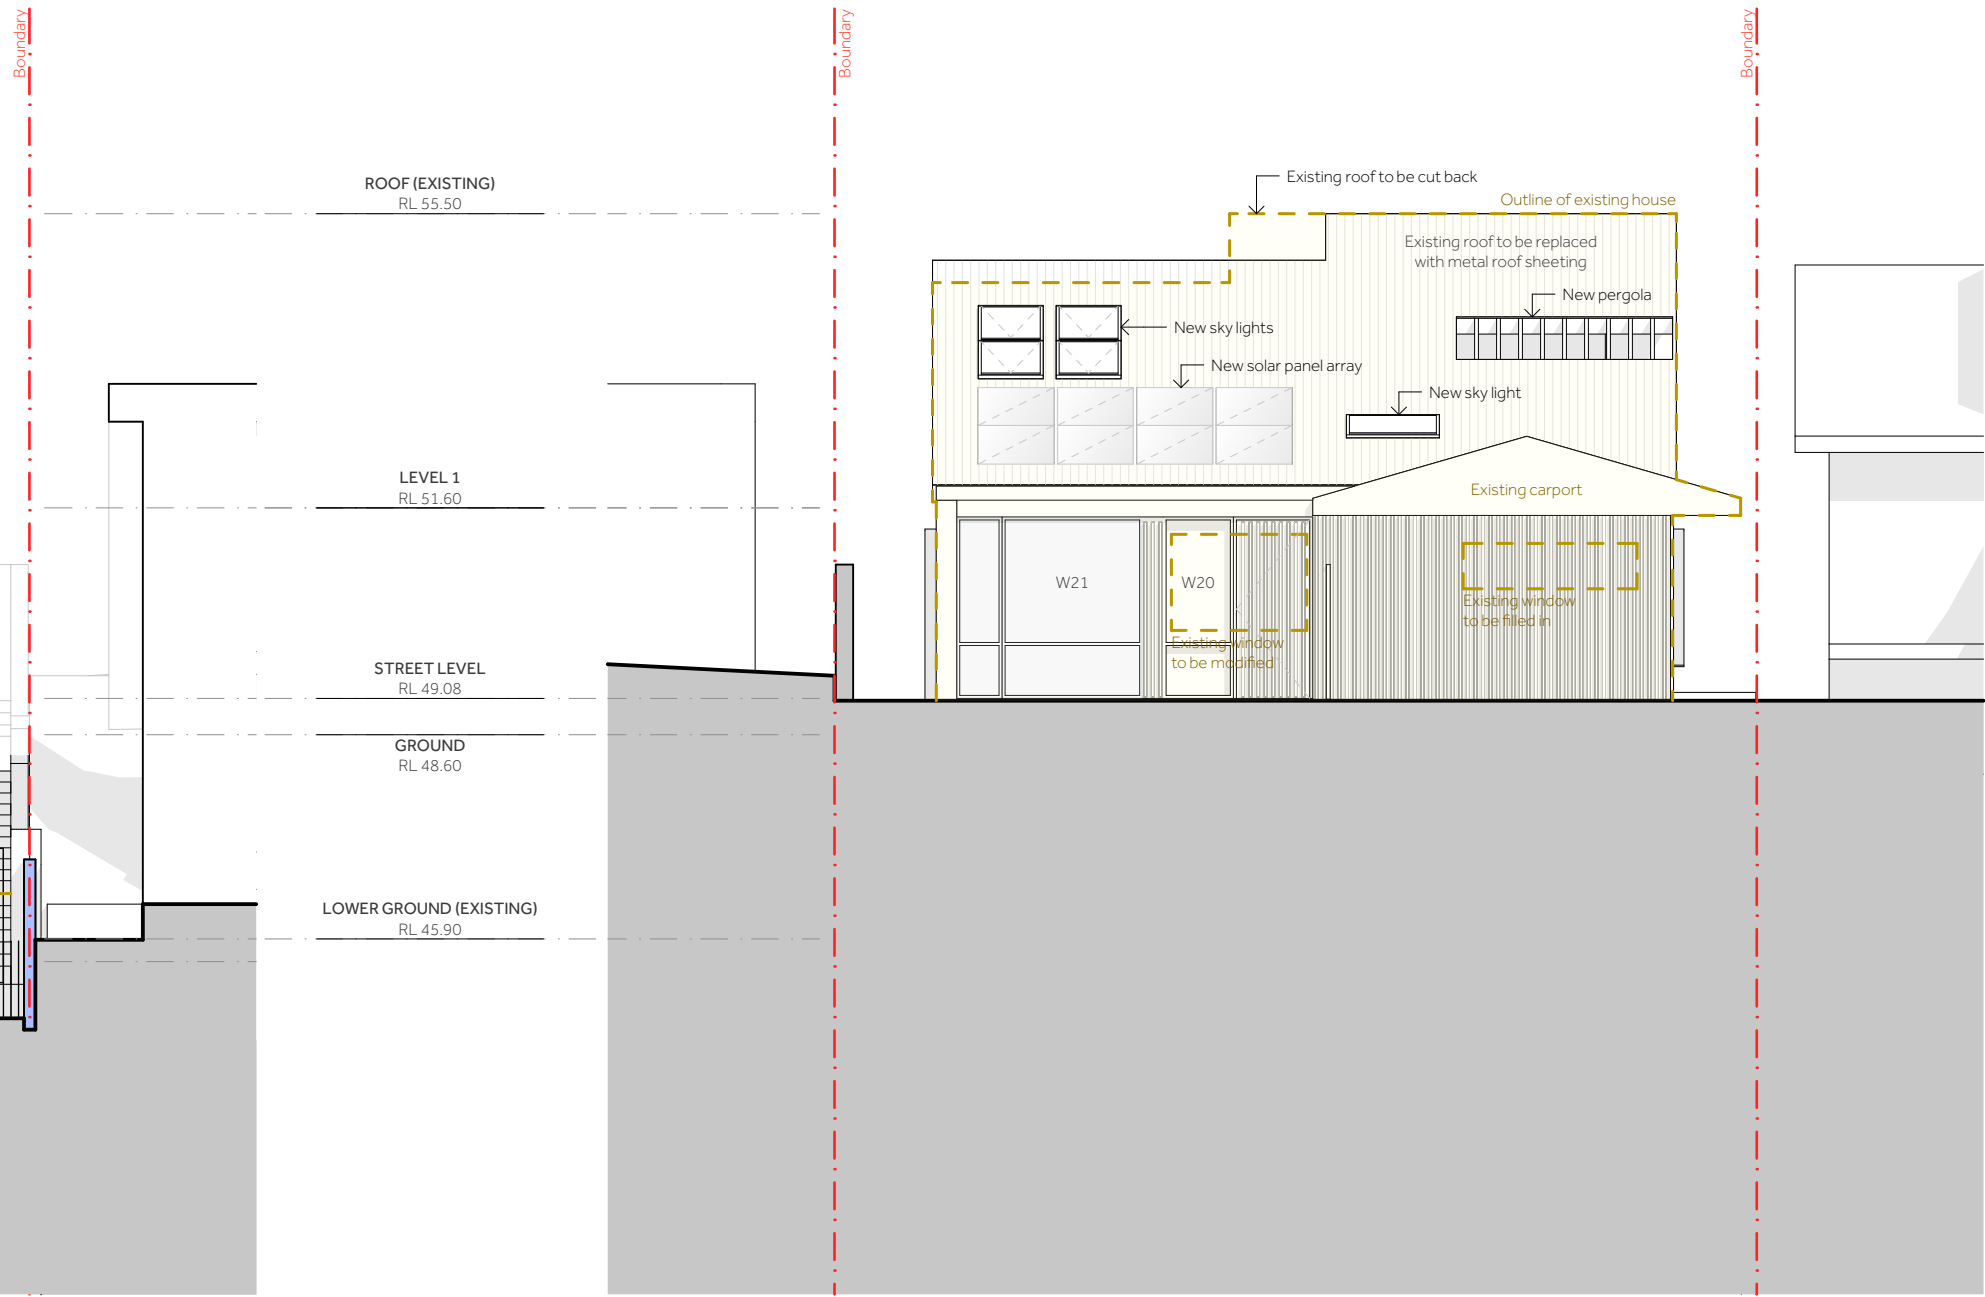 Boundary
Boundary
Boundary
ROOF (EXISTING)
RL 55.50
LEVEL 1
RL 51.60
STREET LEVEL
RL 49.08
GROUND
RL 48.60
LOWER GROUND (EXISTING)
RL 45.90
Existing roof to be cut back
Outline of existing house
Existing roof to be replaced
with metal roof sheeting
New pergola
New sky lights
New solar panel array
New sky light
Existing carport
W21
W20
Existing window
to be modified
Existing window
to be filled in